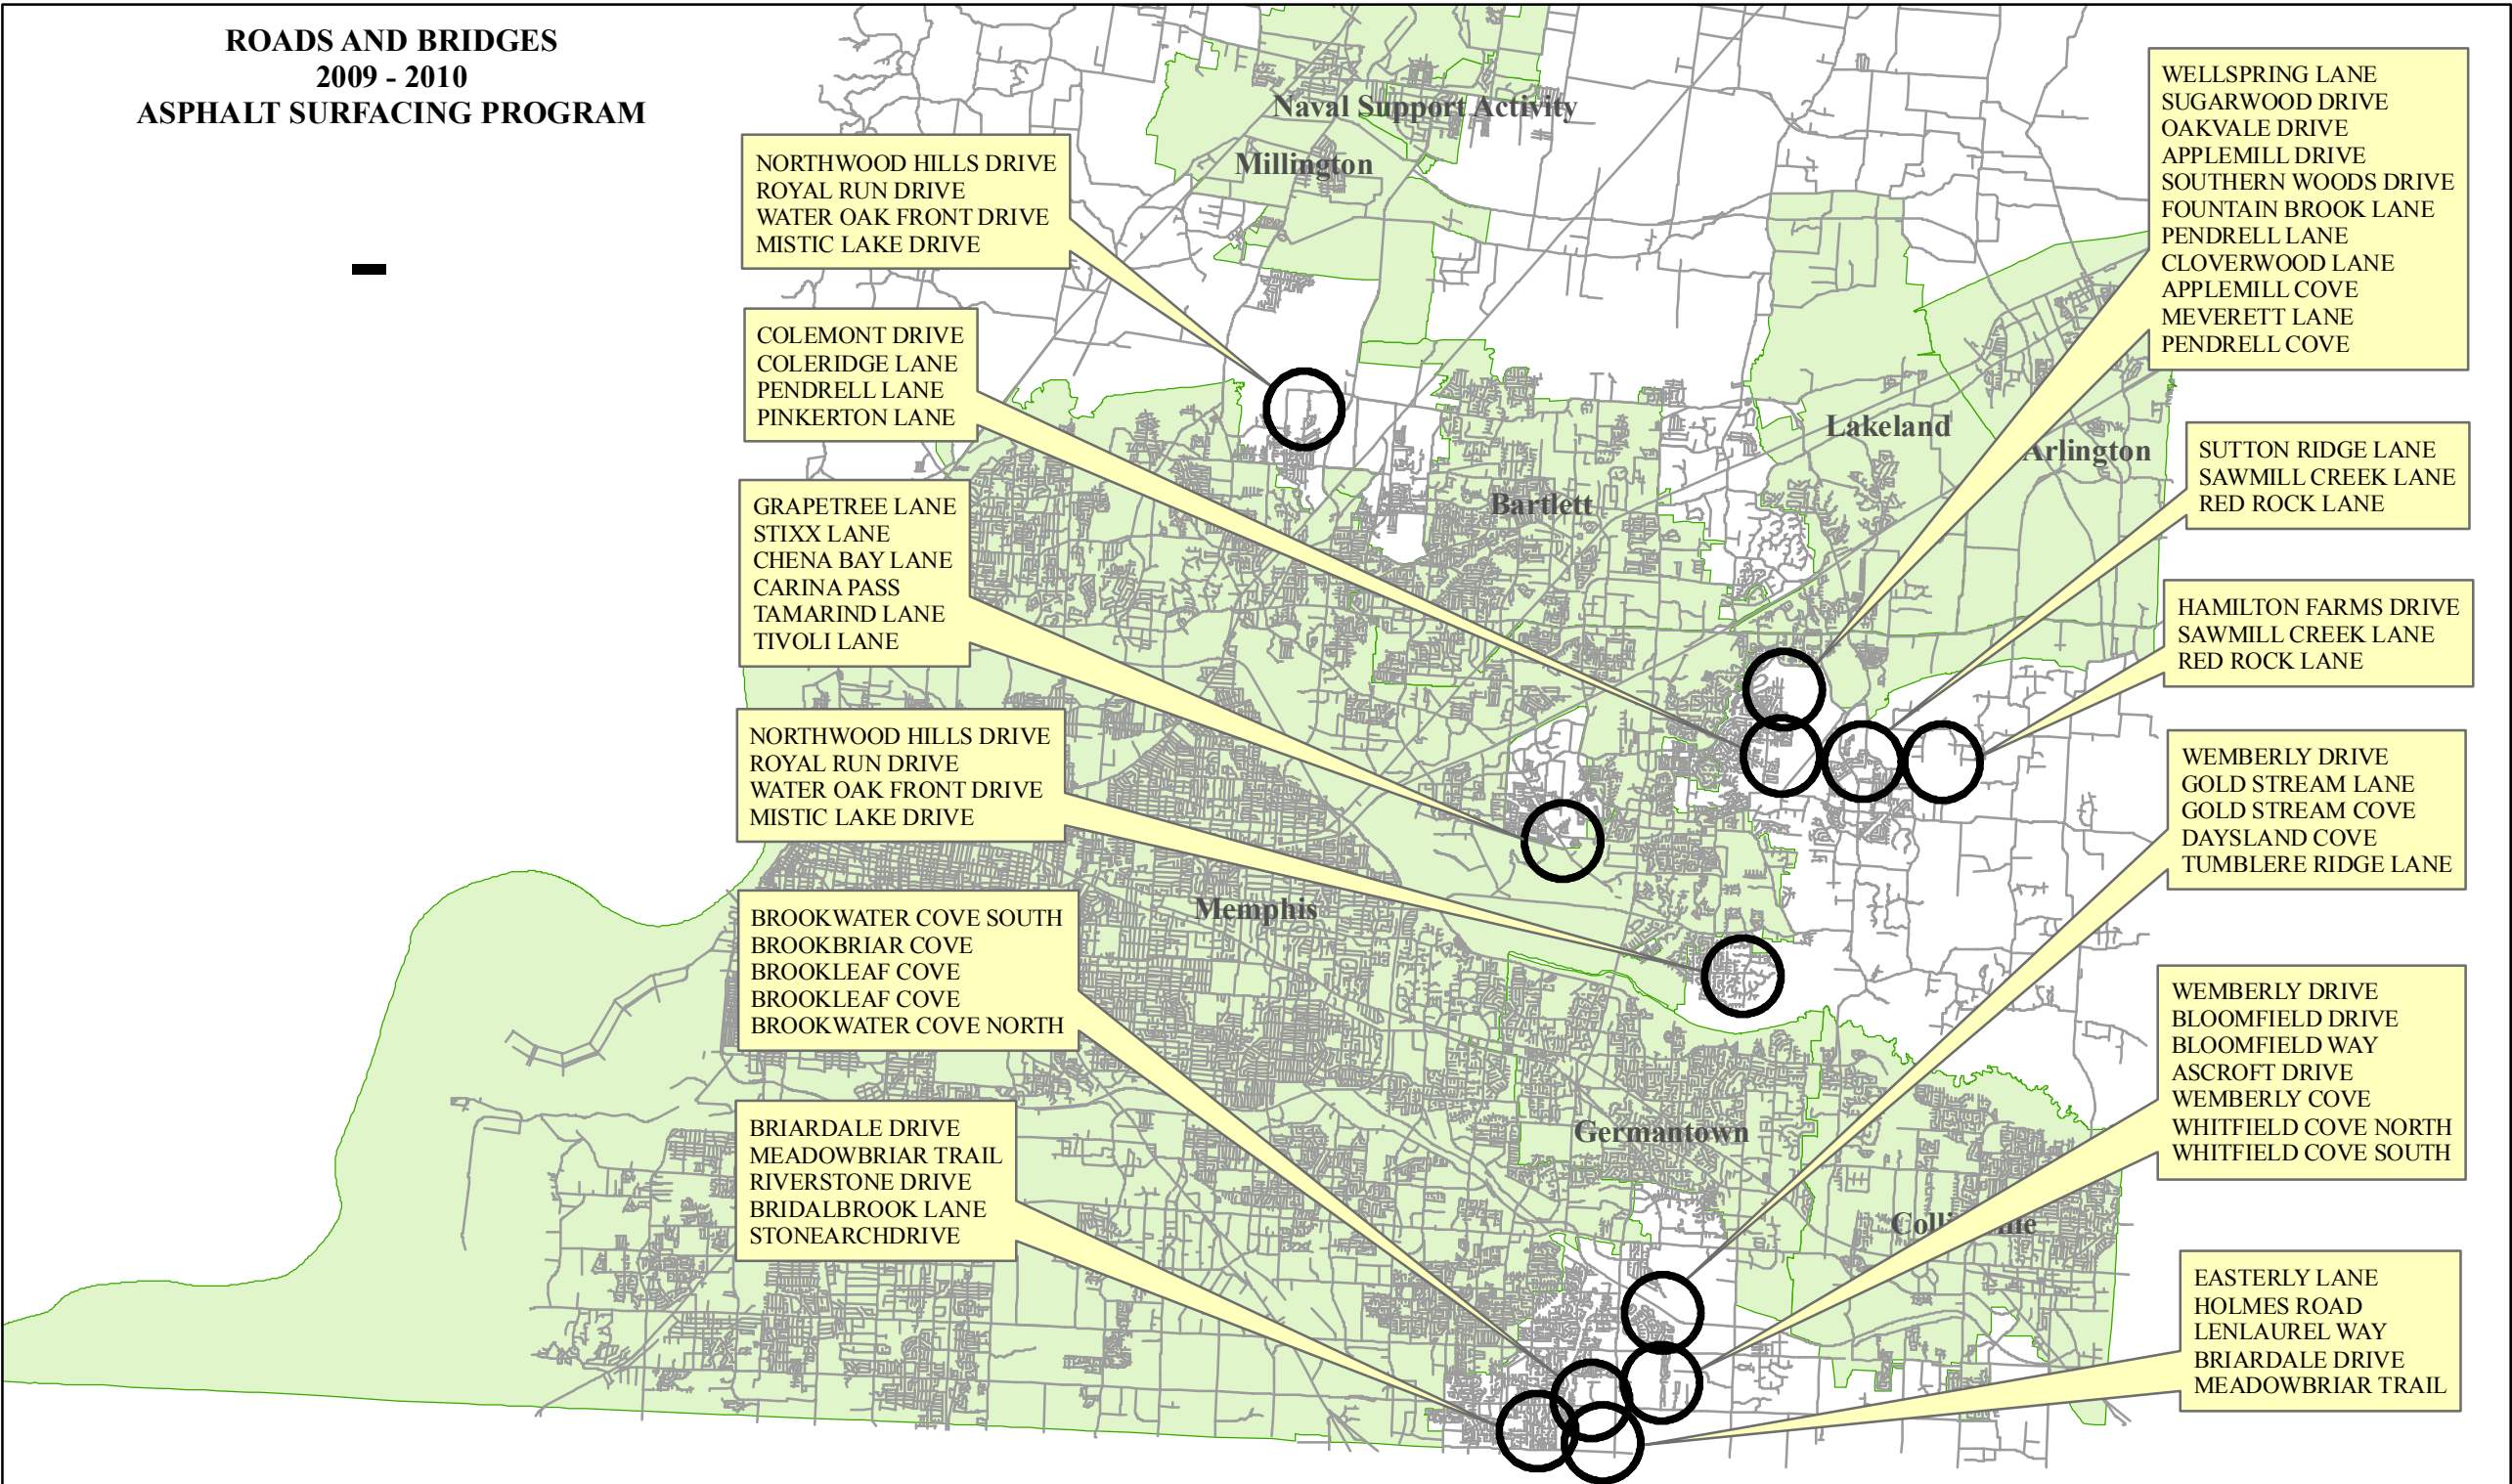 ROADS AND BRIDGES
2009 - 2010
ASPHALT SURFACING PROGRAM
Naval Support Activity
Millington
Lakeland
Arlington
Bartlett
Memphis
Germantown
NORTHWOOD HILLS DRIVE
ROYAL RUN DRIVE
WATER OAK FRONT DRIVE
MISTIC LAKE DRIVE
COLEMONT DRIVE
COLERIDGE LANE
PENDRELL LANE
PINKERTON LANE
GRAPETREE LANE
STIXX LANE
CHENA BAY LANE
CARINA PASS
TAMARIND LANE
TIVOLI LANE
NORTHWOOD HILLS DRIVE
ROYAL RUN DRIVE
WATER OAK FRONT DRIVE
MISTIC LAKE DRIVE
BROOKWATER COVE SOUTH
BROOKBRIAR COVE
BROOKLEAF COVE
BROOKLEAF COVE
BROOKWATER COVE NORTH
BRIARDALE DRIVE
MEADOWBRIAR TRAIL
RIVERSTONE DRIVE
BRIDALBROOK LANE
STONEARCHDRIVE
WELLSPRING LANE
SUGARWOOD DRIVE
OAKVALE DRIVE
APPLEMILL DRIVE
SOUTHERN WOODS DRIVE
FOUNTAIN BROOK LANE
PENDRELL LANE
CLOVERWOOD LANE
APPLEMILL COVE
MEVERETT LANE
PENDRELL COVE
SUTTON RIDGE LANE
SAWMILL CREEK LANE
RED ROCK LANE
HAMILTON FARMS DRIVE
SAWMILL CREEK LANE
RED ROCK LANE
WEMBERLY DRIVE
GOLD STREAM LANE
GOLD STREAM COVE
DAYSLAND COVE
TUMBLERE RIDGE LANE
WEMBERLY DRIVE
BLOOMFIELD DRIVE
BLOOMFIELD WAY
ASCROFT DRIVE
WEMBERLY COVE
WHITFIELD COVE NORTH
WHITFIELD COVE SOUTH
EASTERLY LANE
HOLMES ROAD
LENLAUREL WAY
BRIARDALE DRIVE
MEADOWBRIAR TRAIL